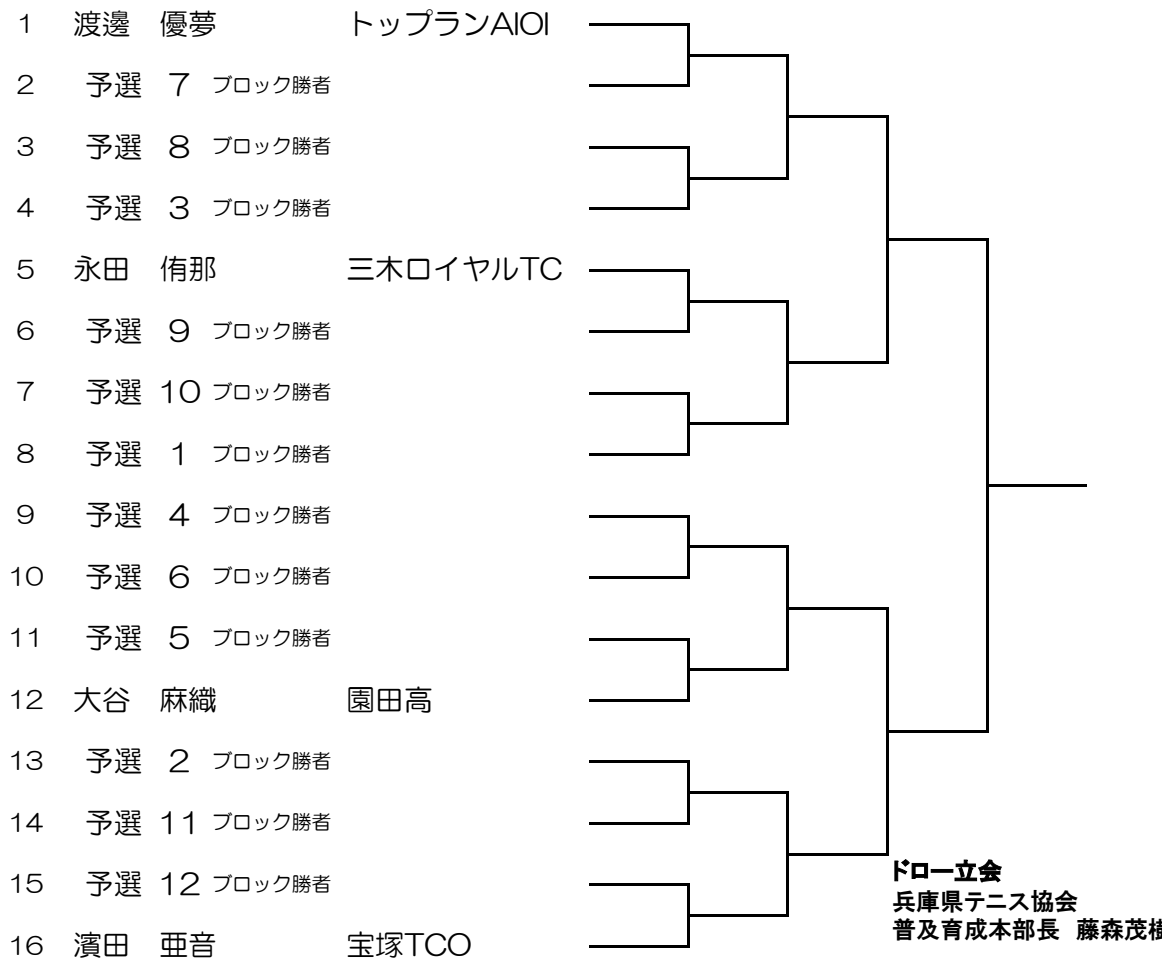 1 渡邊 優夢 トップランAIOI
2 予選 7 ブロック勝者
3 予選 8 ブロック勝者
4 予選 3 ブロック勝者
5 永田 侑那 三木ロイヤルTC
6 予選 9 ブロック勝者
7 予選 10 ブロック勝者
8 予選 1 ブロック勝者
9 予選 4 ブロック勝者
10 予選 6 ブロック勝者
11 予選 5 ブロック勝者
12 大谷 麻織 園田高
13 予選 2 ブロック勝者
14 予選 11 ブロック勝者
15 予選 12 ブロック勝者
16 濱田 亜音 宝塚TCO
ドロー立会
兵庫県テニス協会
普及育成本部長 藤森茂樹